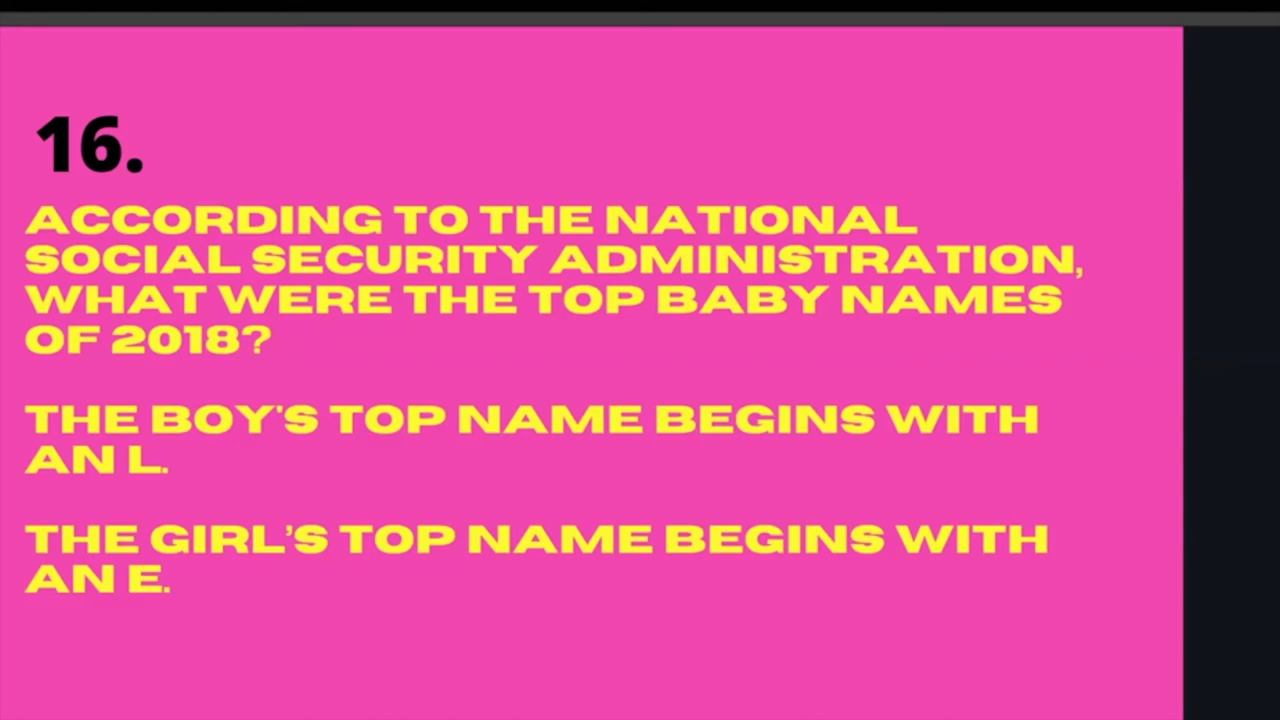 16.
ACCORDING TO THE NATIONAL
SOCIAL SECURITY ADMINISTRATION,
WHAT WERE THE TOP BABY NAMES
OF 2018?
THE BOY'S TOP NAME BEGINS WITH
AN L.
THE GIRL’S TOP NAME BEGINS WITH
AN E.